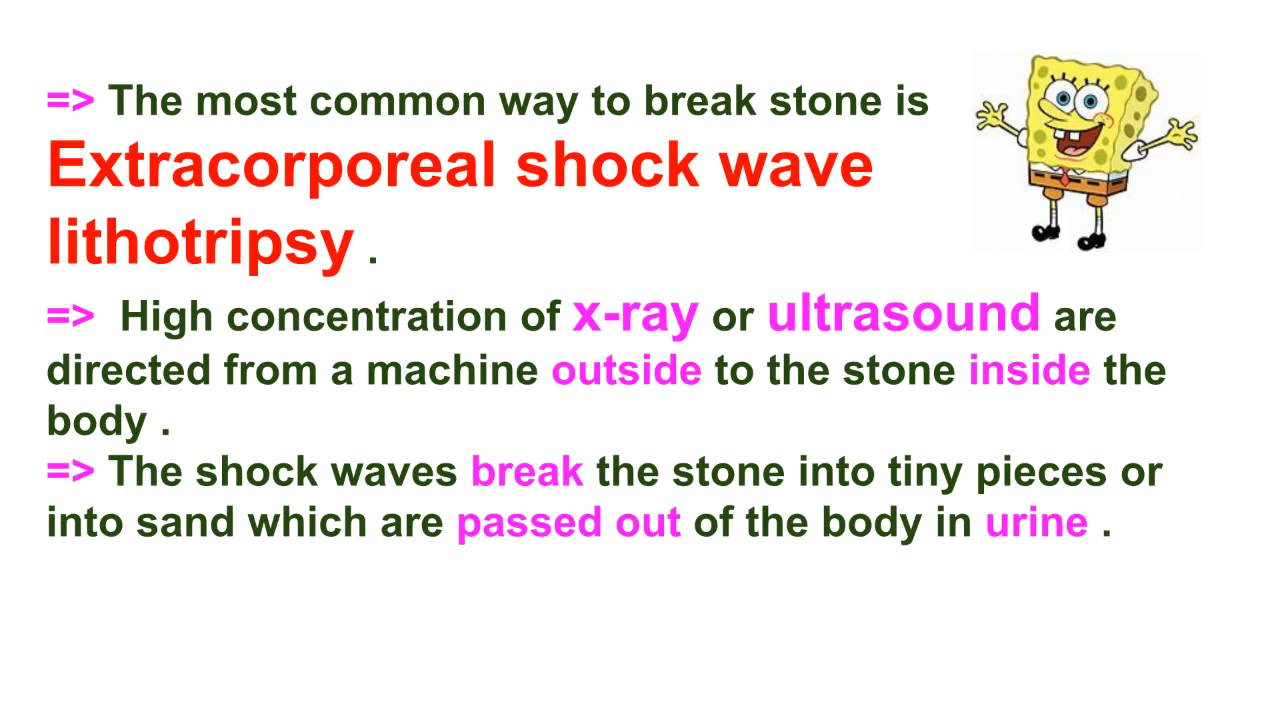 => The most common way to break stone is
Extracorporeal shock wave
lithotripsy .
=>  High concentration of x-ray or ultrasound are
directed from a machine outside to the stone inside the
body .
=> The shock waves break the stone into tiny pieces or
into sand which are passed out of the body in urine .